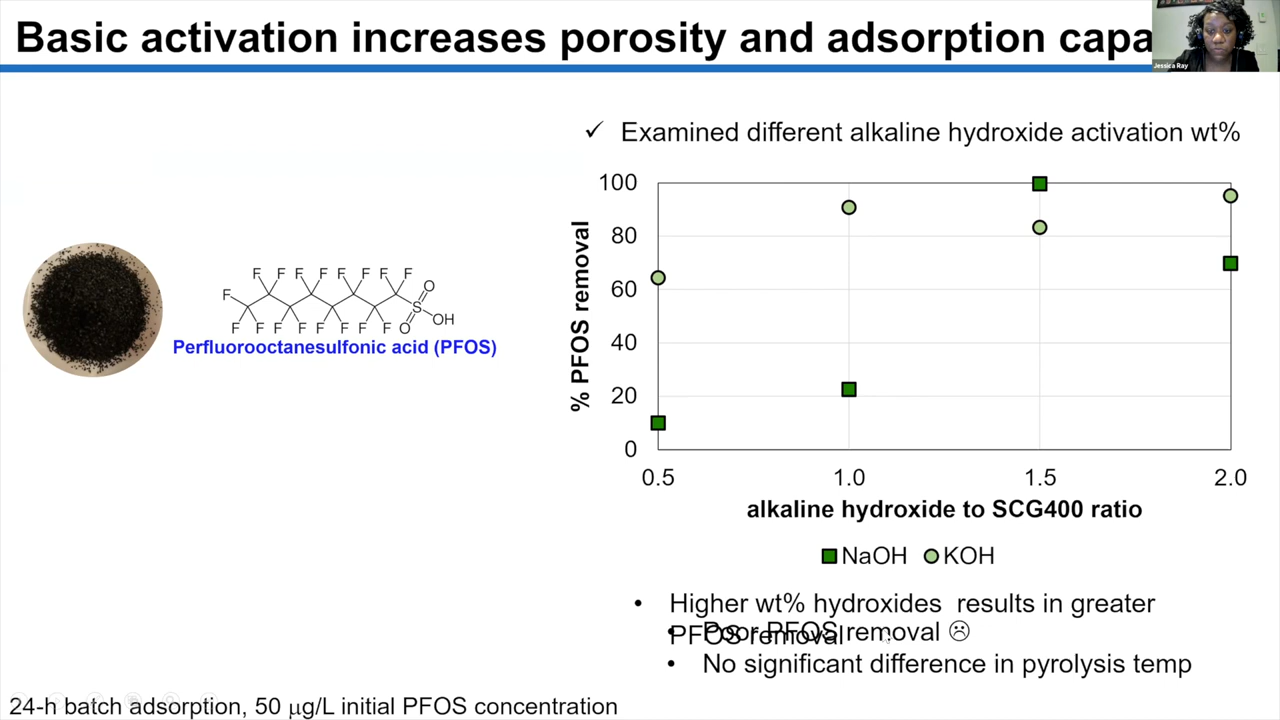 Basic activation increases porosity and adsorption capa
Jessica Ray
✓ Examined different alkaline hydroxide activation wt%
100
80
60
40
20
0
% PFOS removal
0.5 1.0 1.5 2.0
alkaline hydroxide to SCG400 ratio
NaOH KOH
F F F F F F F F
F
F F F F F F F F
O
S
O
OH
Perfluorooctanesulfonic acid (PFOS)
• Higher wt% hydroxides results in greater
PFOS removal
• Poor PFOS removal ☹
• No significant difference in pyrolysis temp
24-h batch adsorption, 50 μg/L initial PFOS concentration